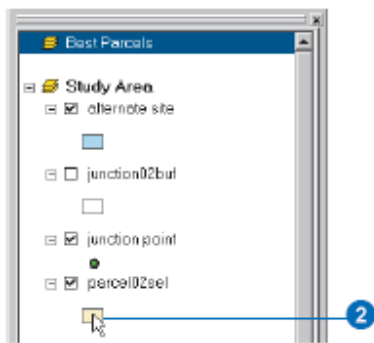 Best Parcels
Study Area
alternate site
junction02buf
junction point
parcel02sel
2